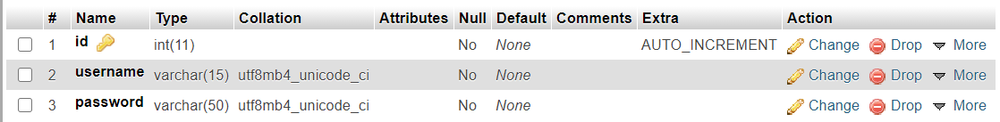 # Name Type Collation Attributes Null Default Comments Extra Action
1 id int(11) No None AUTO_INCREMENT Change Drop More
2 username varchar(15) utf8mb4_unicode_ci No None Change Drop More
3 password varchar(50) utf8mb4_unicode_ci No None Change Drop More